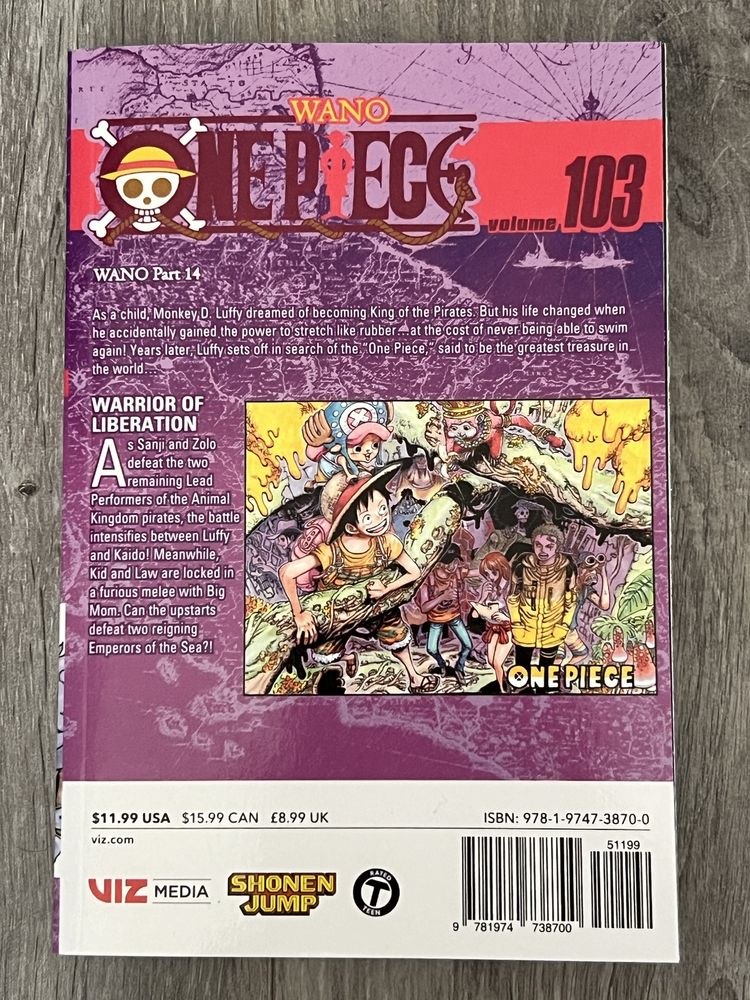 WANO
ONE PIECE
volume 103
WANO Part 14
As a child, Monkey D. Luffy dreamed of becoming King of the Pirates. But his life changed when
he accidentally gained the power to stretch like rubber...at the cost of never being able to swim
again! Years later, Luffy sets off in search of the "One Piece," said to be the greatest treasure in
the world...
WARRIOR OF
LIBERATION
As Sanji and Zolo
defeat the two
remaining Lead
Performers of the Animal
Kingdom pirates, the battle
intensifies between Luffy
and Kaido! Meanwhile,
Kid and Law are locked in
a furious melee with Big
Mom. Can the upstarts
defeat two reigning
Emperors of the Sea?!
ONE PIECE
$11.99 USA $15.99 CAN £8.99 UK
ISBN: 978-1-9747-3870-0
viz.com
51199
VIZ MEDIA
SHONEN
JUMP
RATED
T
TEEN
9 781974 738700